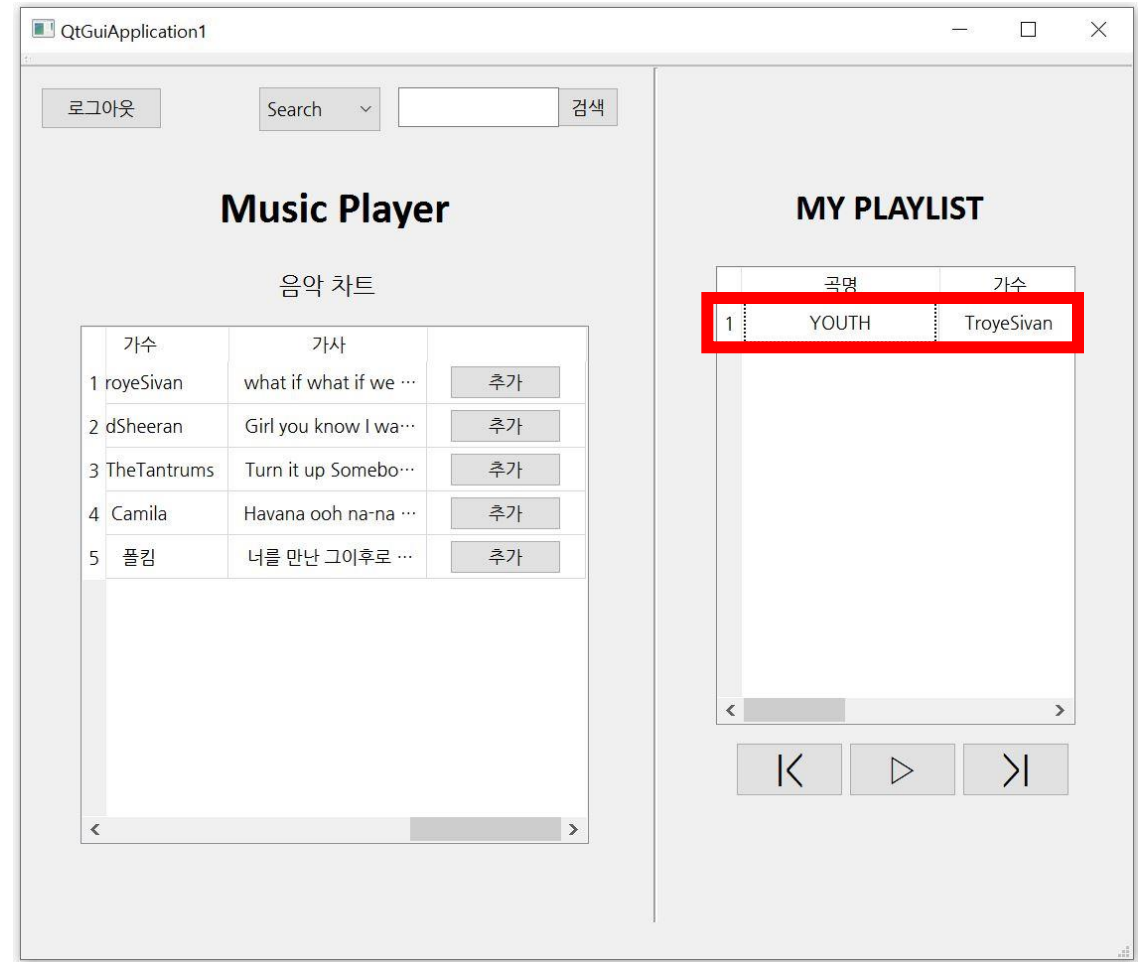 QtGuiApplication1
로그아웃 Search 검색
Music Player
음악 차트
가수 가사
1 royeSivan what if what if we ··· 추가
2 dSheeran Girl you know I wa··· 추가
3 TheTantrums Turn it up Somebo··· 추가
4 Camila Havana ooh na-na ··· 추가
5 폴킴 너를 만난 그이후로 ··· 추가
MY PLAYLIST
곡명 가수
1 YOUTH TroyeSivan